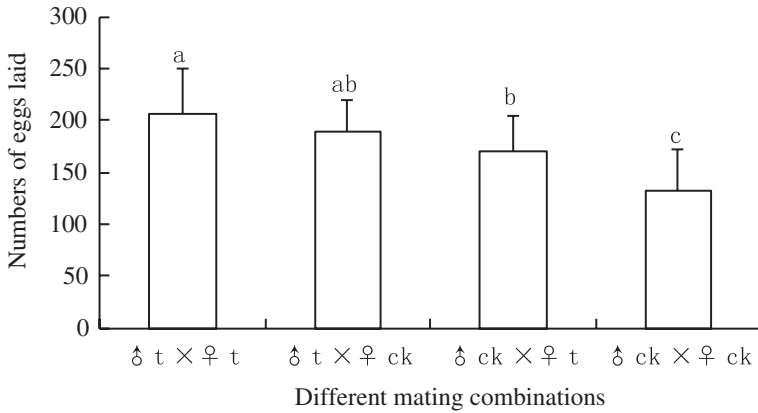 Numbers of eggs laid
300
250
200
150
100
50
0
a
ab
b
c
♂ t × ♀ t
♂ t × ♀ ck
♂ ck × ♀ t
♂ ck × ♀ ck
Different mating combinations